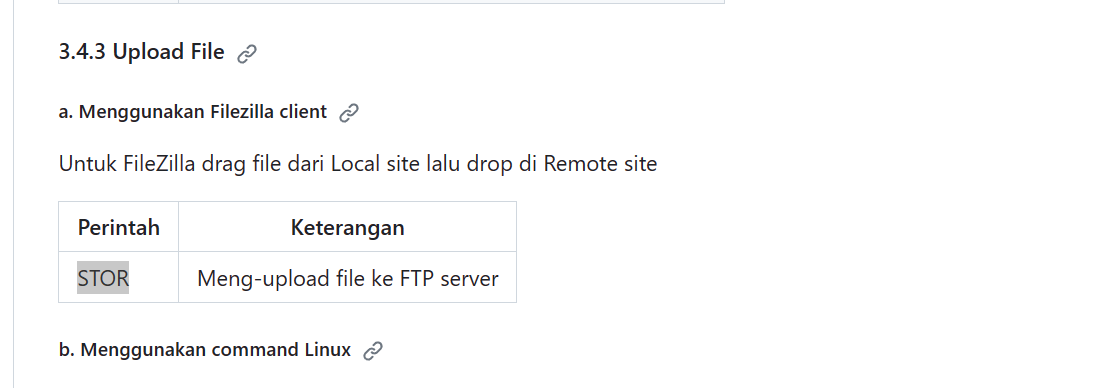 3.4.3 Upload File
a. Menggunakan Filezilla client
Untuk FileZilla drag file dari Local site lalu drop di Remote site
Perintah Keterangan
STOR Meng-upload file ke FTP server
b. Menggunakan command Linux